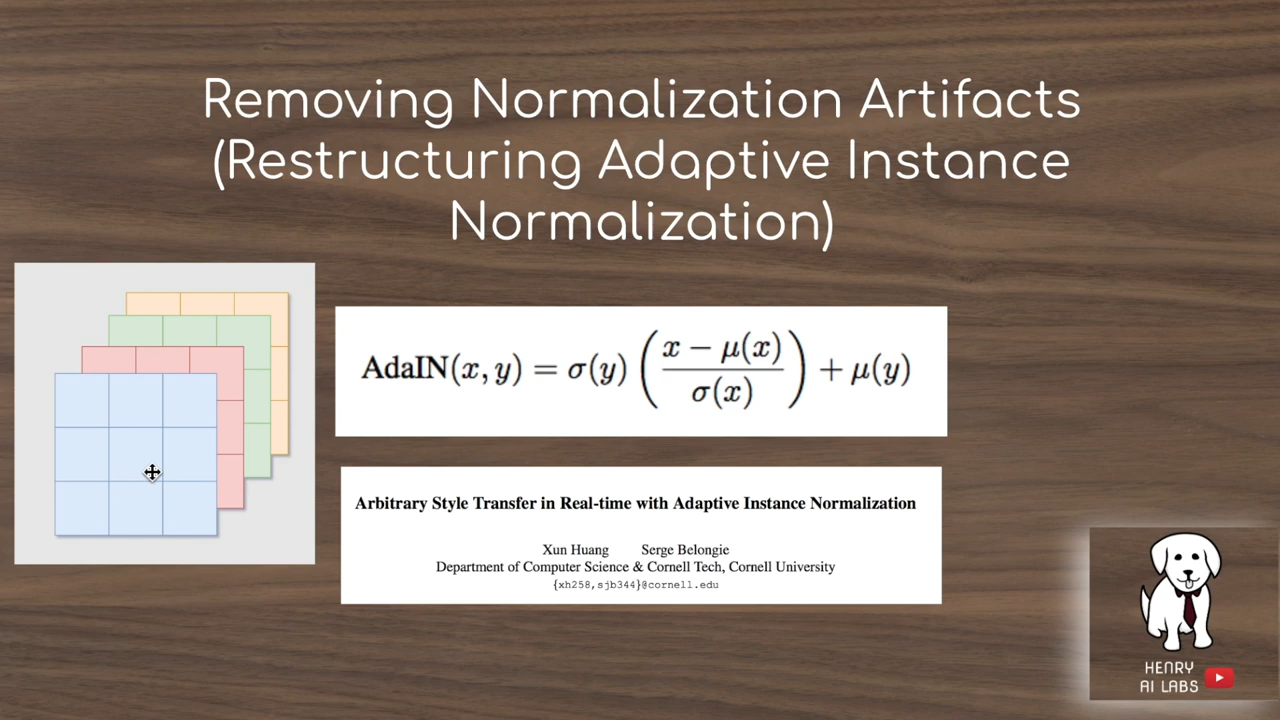 Removing Normalization Artifacts
(Restructuring Adaptive Instance
Normalization)
AdaIN(x, y) = σ(y) ( (x − μ(x)) / σ(x) ) + μ(y)
Arbitrary Style Transfer in Real-time with Adaptive Instance Normalization
Xun Huang Serge Belongie
Department of Computer Science & Cornell Tech, Cornell University
{xh258,sjb344}@cornell.edu
HENRY
AI LABS